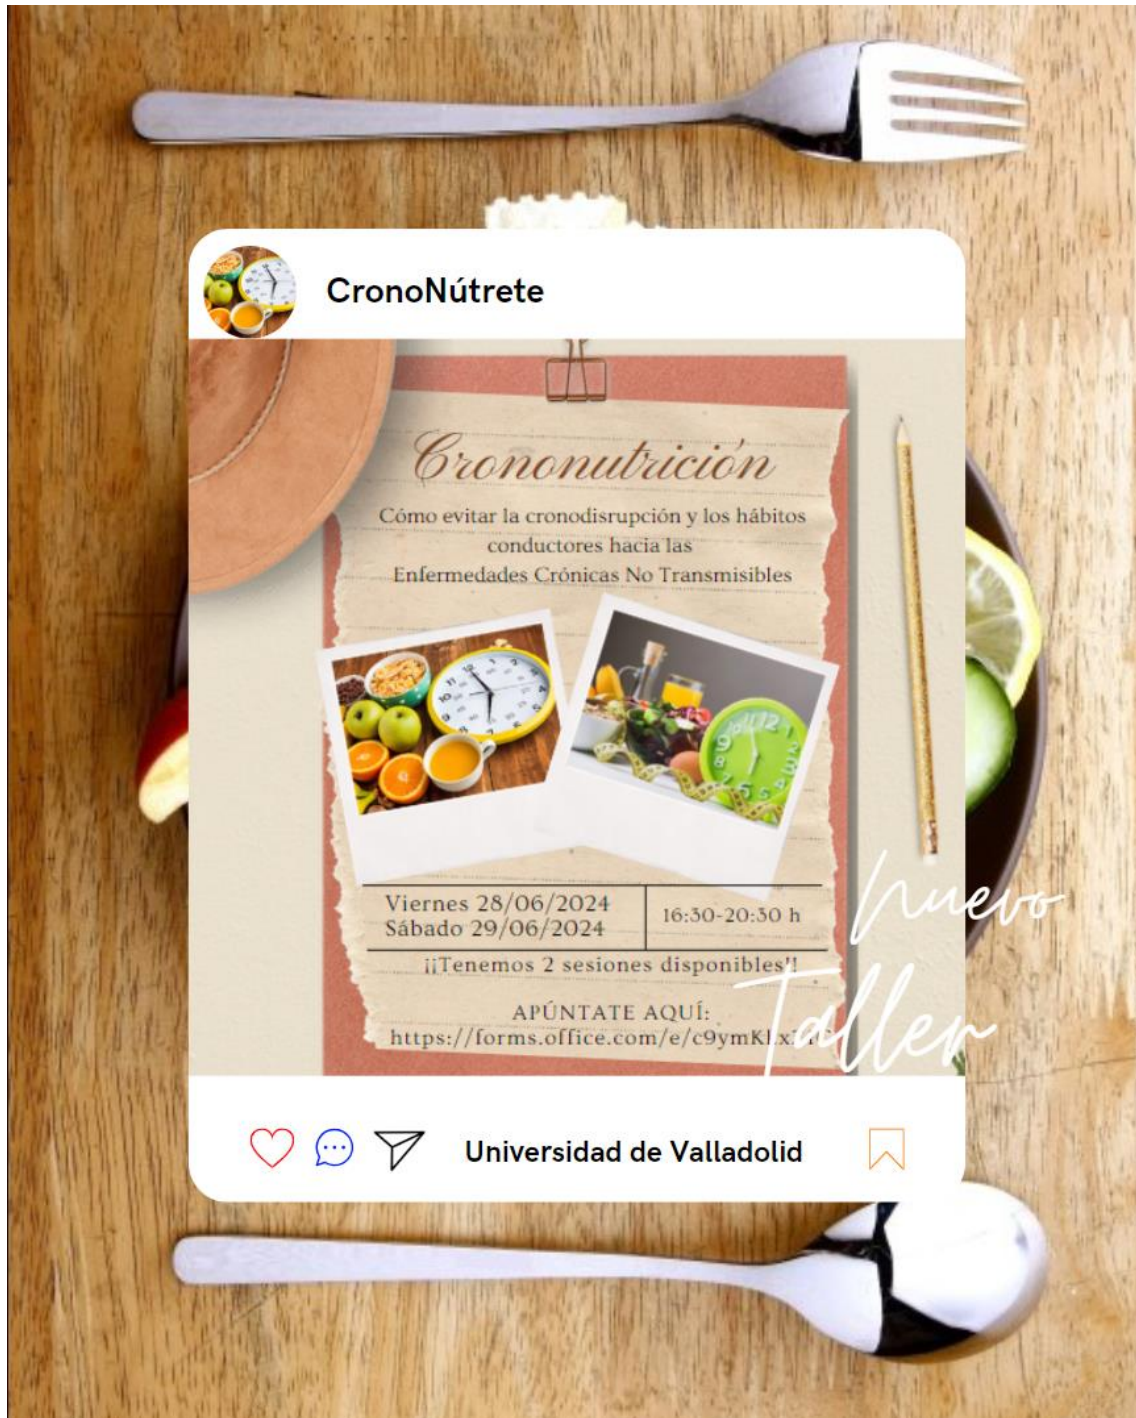 CronoNútrete
Crononutrición
Cómo evitar la cronodisrupción y los hábitos
conductores hacia las
Enfermedades Crónicas No Transmisibles
Viernes 28/06/2024
Sábado 29/06/2024
16:30-20:30 h
¡¡Tenemos 2 sesiones disponibles!!
APÚNTATE AQUÍ:
Nuevo
Taller
Universidad de Valladolid